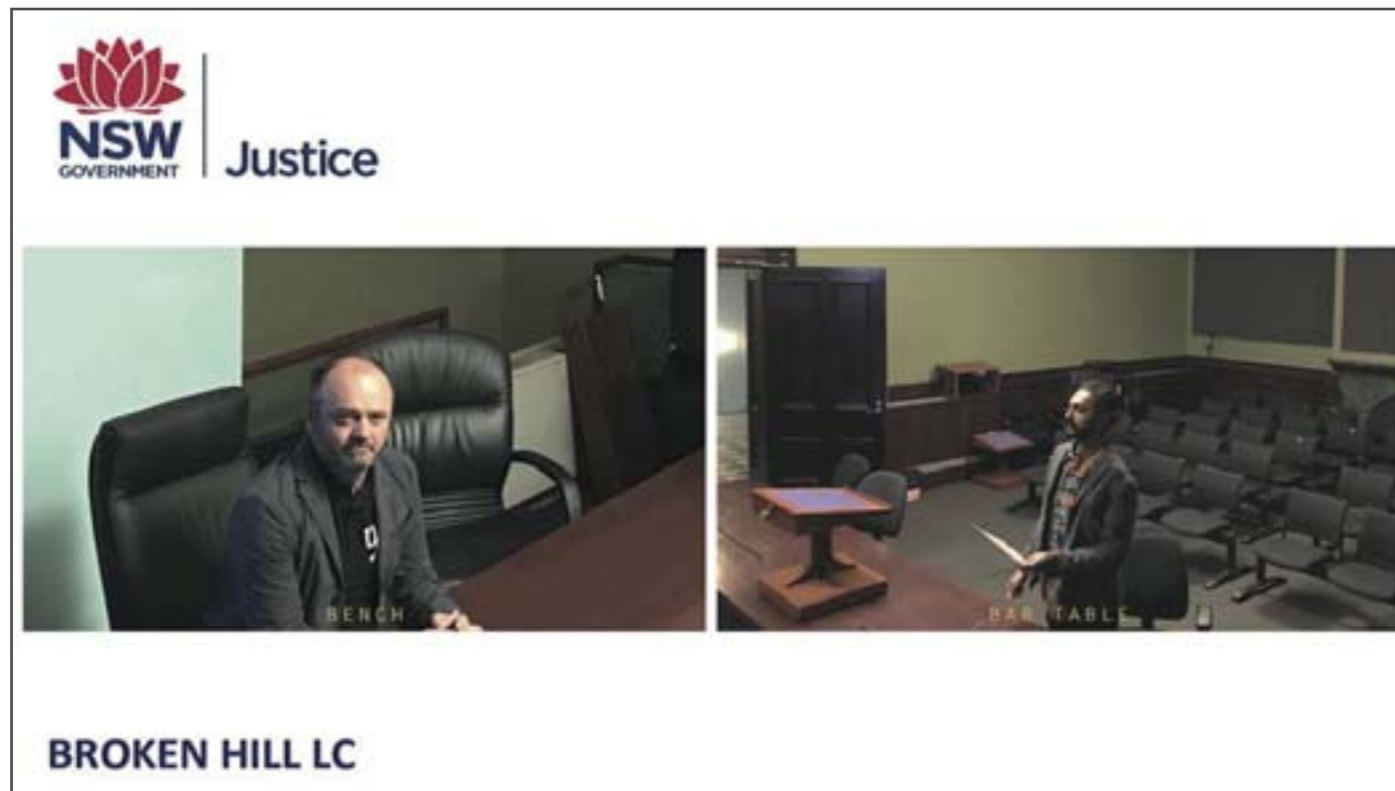 NSW
GOVERNMENT
Justice
BENCH
BAR TABLE
BROKEN HILL LC